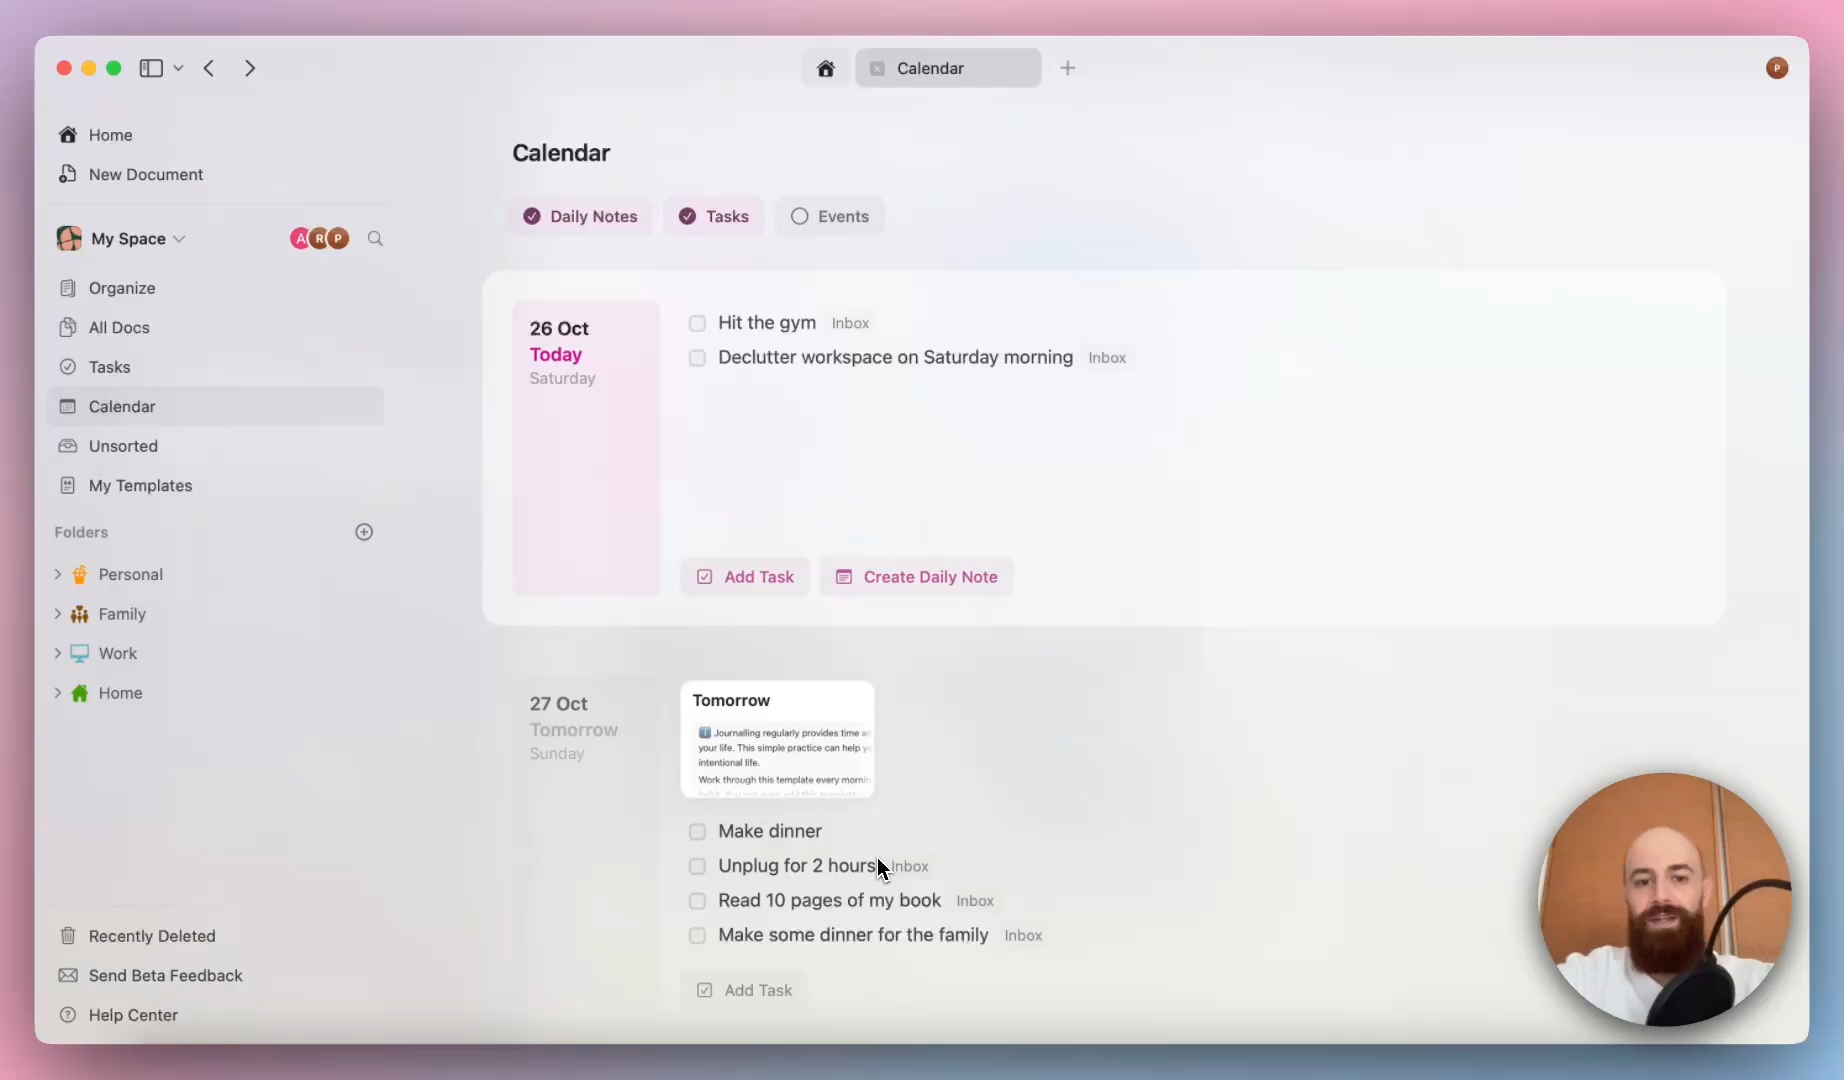 Calendar
P
Home
New Document
My Space
A R P
Organize
All Docs
Tasks
Calendar
Unsorted
My Templates
Folders
Personal
Family
Work
Home
Recently Deleted
Send Beta Feedback
Help Center
Calendar
Daily Notes
Tasks
Events
26 Oct
Today
Saturday
Hit the gym Inbox
Declutter workspace on Saturday morning Inbox
Add Task
Create Daily Note
27 Oct
Tomorrow
Sunday
Tomorrow
Journalling regularly provides time
your life. This simple practice can help
intentional life.
Work through this template every
Make dinner
Unplug for 2 hours Inbox
Read 10 pages of my book Inbox
Make some dinner for the family Inbox
Add Task